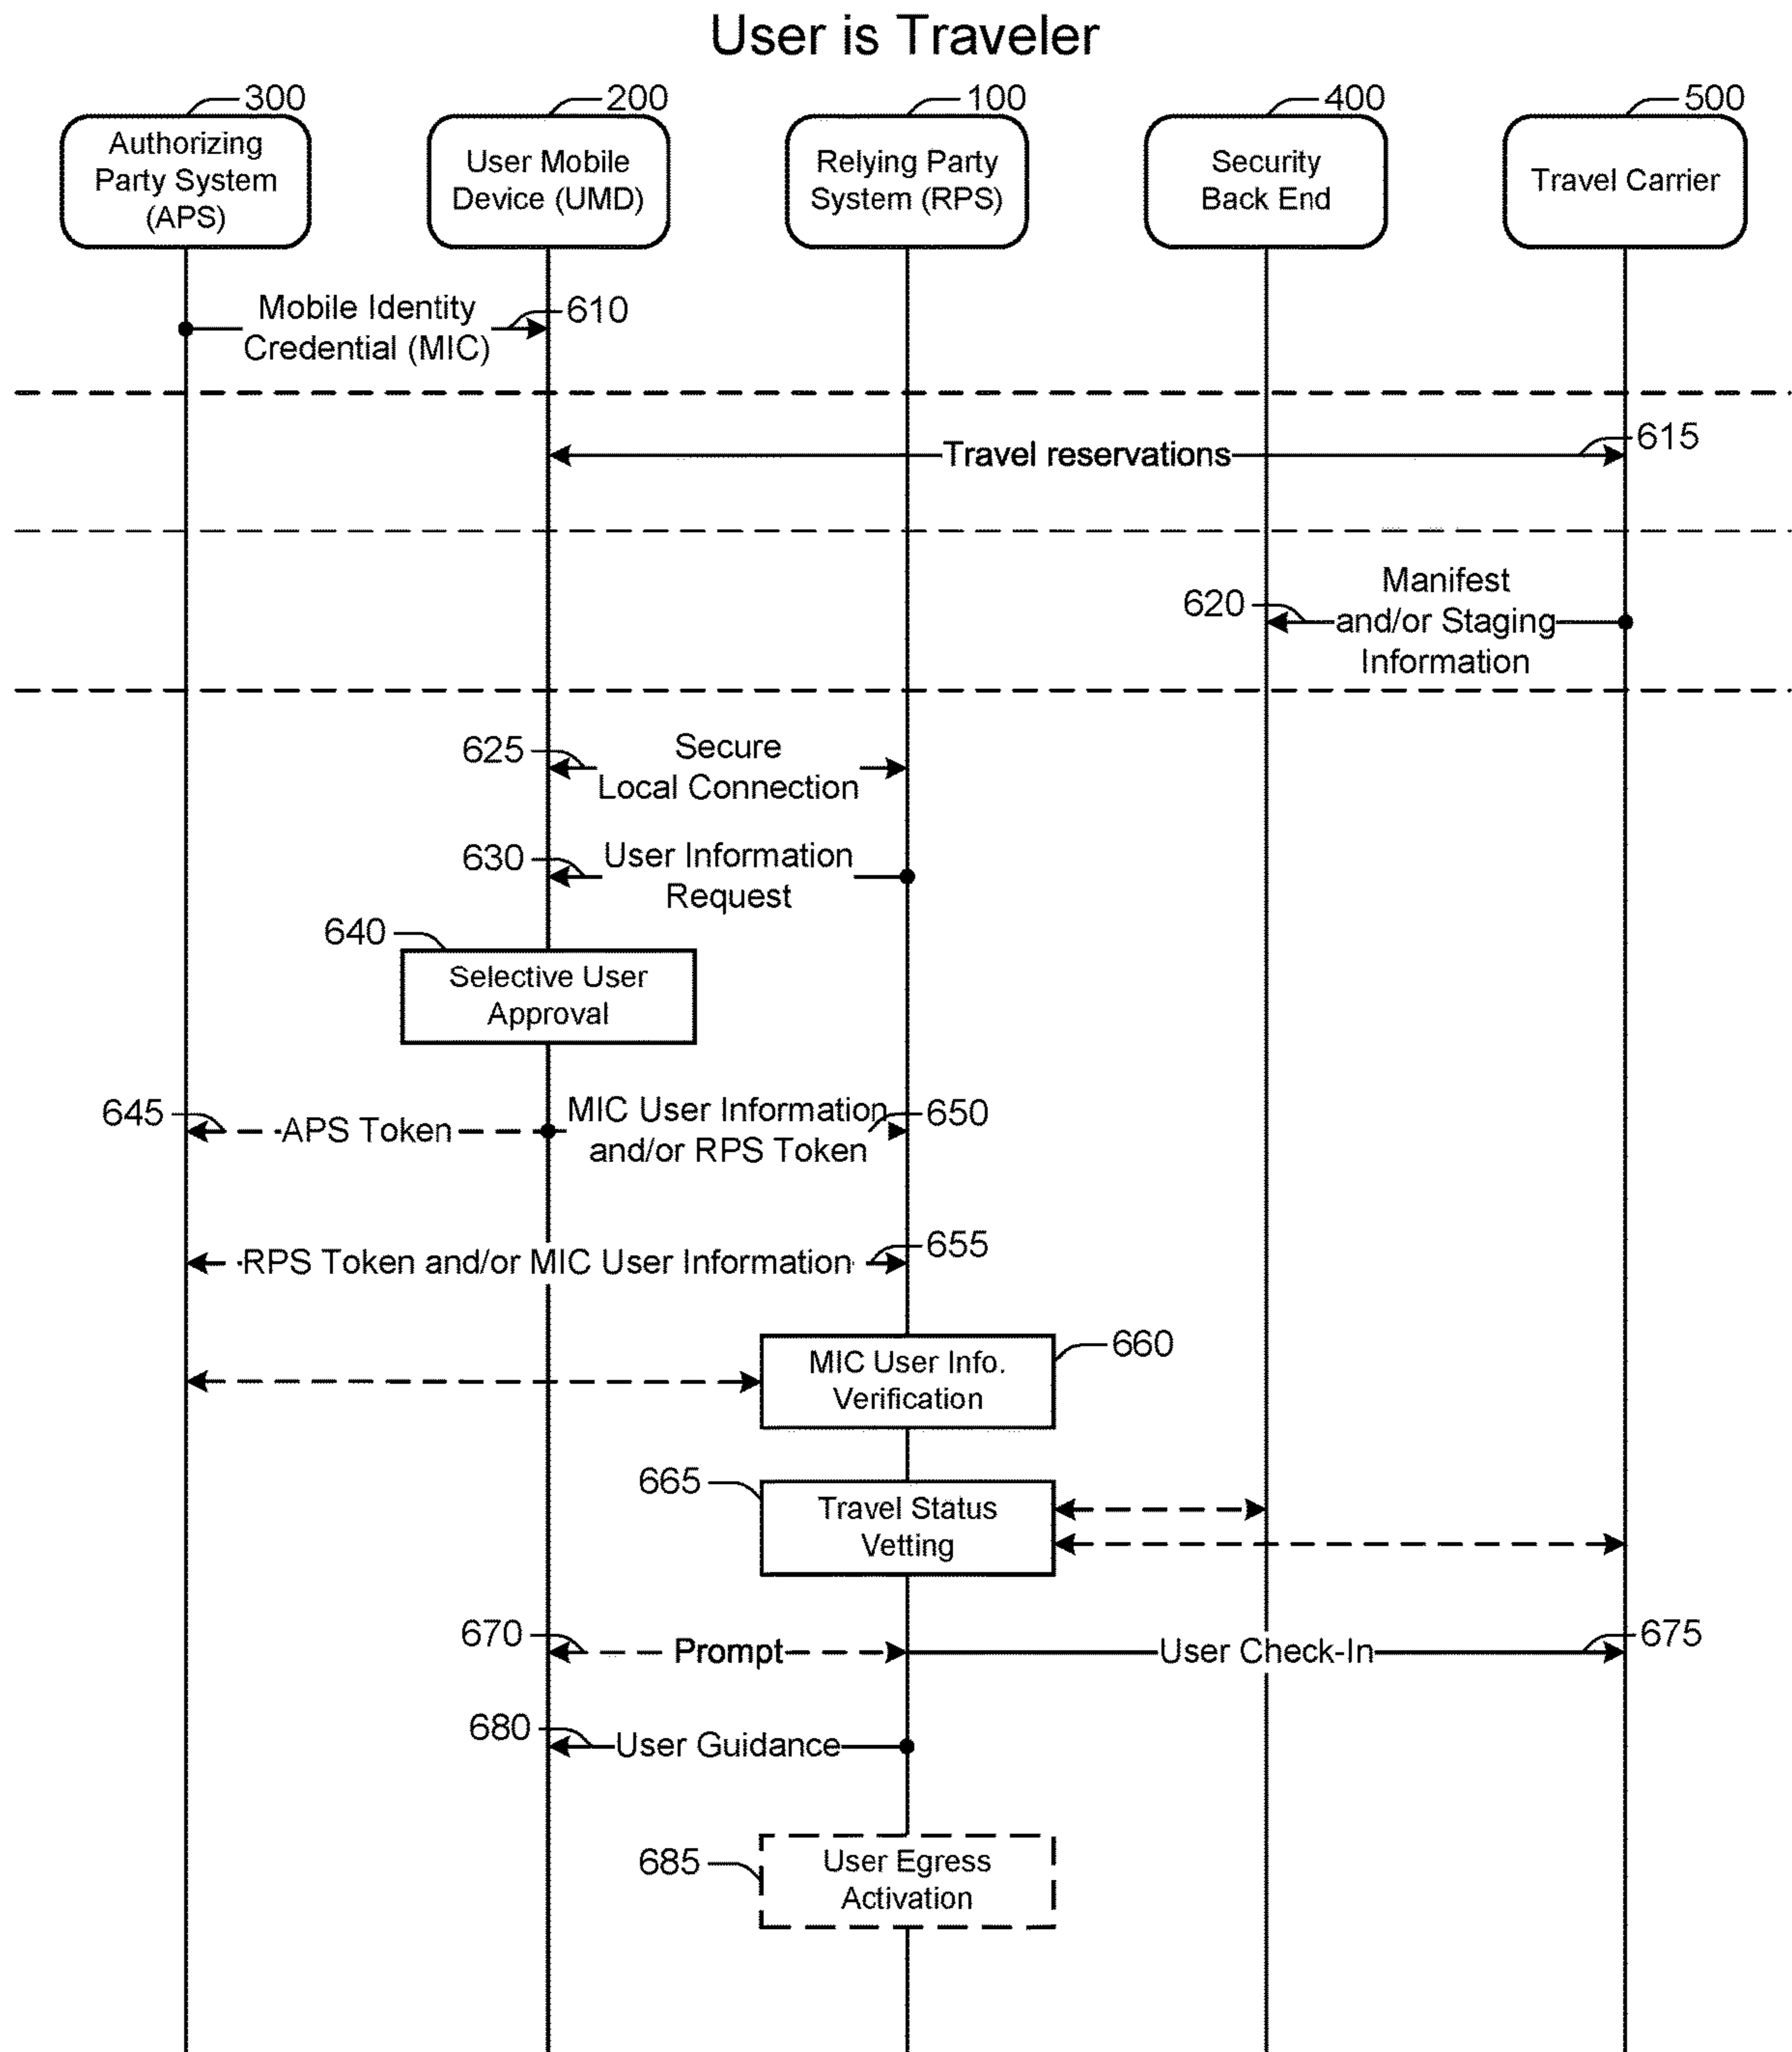 User is Traveler
300
200
100
400
500
Authorizing
Party System
(APS)
User Mobile
Device (UMD)
Relying Party
System (RPS)
Security
Back End
Travel Carrier
Mobile Identity
Credential (MIC)
610
Travel reservations
615
620
Manifest
and/or Staging
Information
625
Secure
Local Connection
630
User Information
Request
640
Selective User
Approval
645
APS Token
MIC User Information
and/or RPS Token
650
RPS Token and/or MIC User Information
655
MIC User Info.
Verification
660
665
Travel Status
Vetting
670
Prompt
User Check-In
675
680
User Guidance
685
User Egress
Activation